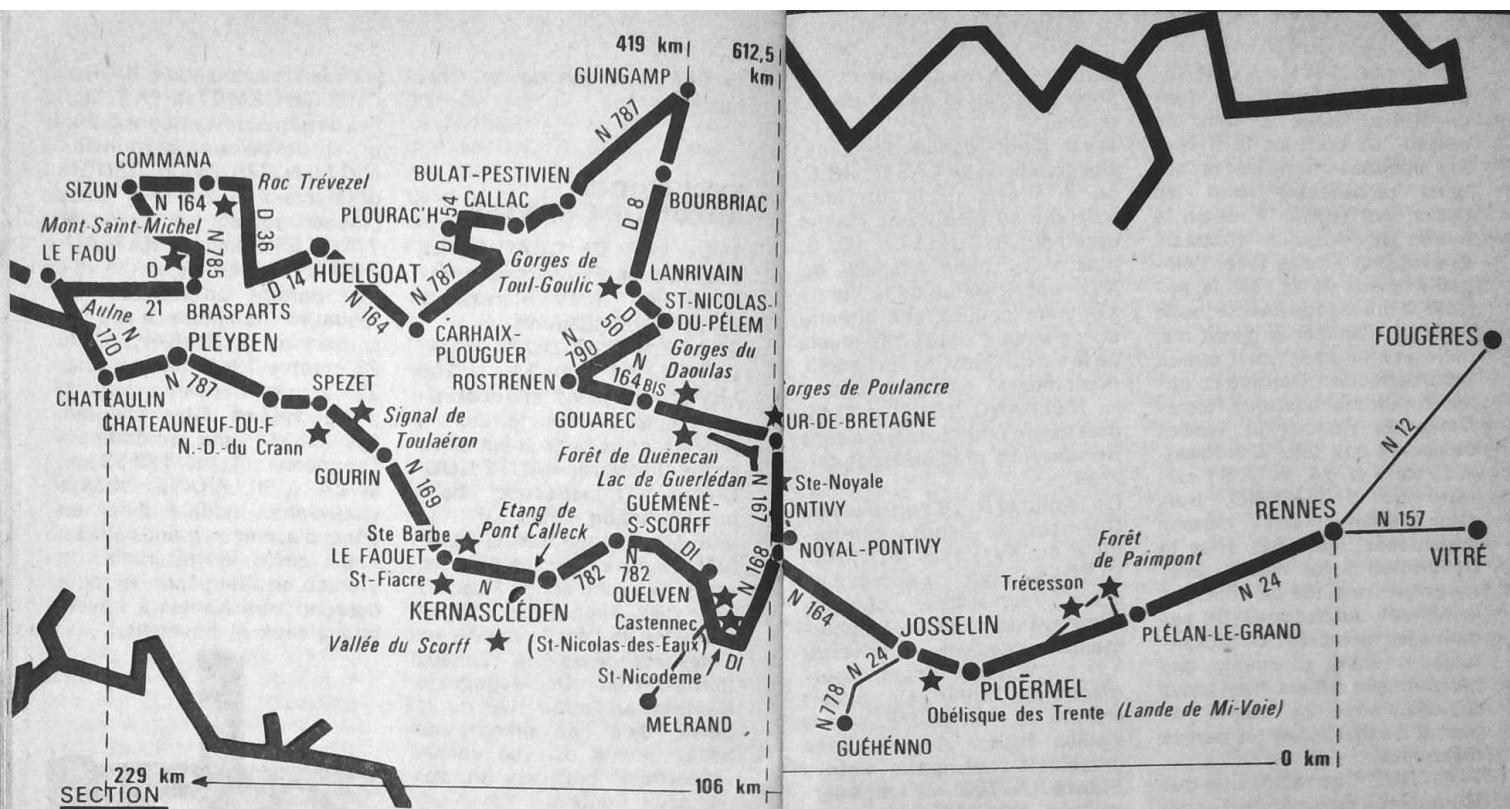 419 km
612,5
km
GUINGAMP
N 787
COMMANA
SIZUN
N 164
Roc Trévezel
BULAT-PESTIVIEN
CALLAC
PLOURAC'H
D 54
BOURBRIAC
D 8
Mont-Saint-Michel
N 785
D 36
LE FAOU
D
21
BRASPARTS
D 14
HUELGOAT
N 164
N 787
Gorges de
Toul-Goulic
LANRIVAIN
ST-NICOLAS-
DU-PÉLEM
D
50
N
790
CARHAIX-
PLOUGUER
Gorges du
Daoulas
Aulne
N
170
PLEYBEN
N 787
ROSTRENEN
N
164 BIS
CHATEAULIN
SPEZET
CHATEAUNEUF-DU-F
N.-D.-du Crann
Signal de
Toulaéron
GOUAREC
orges de Poulancre
UR-DE-BRETAGNE
GOURIN
N 169
Forêt de Quénecan
Lac de Guerlédan
N 167
Ste-Noyale
ONTIVY
NOYAL-PONTIVY
Etang de
Pont Calleck
GUÉMÉNÉ-
S-SCORFF
Ste Barbe
LE FAOUET
St-Fiacre
N
782
N
782
DI
QUELVEN
N 168
KERNASCLÉDEN
Castennec
(St-Nicolas-des-Eaux)
DI
Vallée du Scorff
St-Nicodème
MELRAND
FOUGÈRES
N 12
RENNES
N 157
VITRÉ
Forêt
de Paimpont
Trécesson
N 24
N 164
JOSSELIN
PLÉLAN-LE-GRAND
N 24
N778
PLOËRMEL
Obélisque des Trente (Lande de Mi-Voie)
GUÉHÉNNO
0 km
229 km
106 km
SECTION